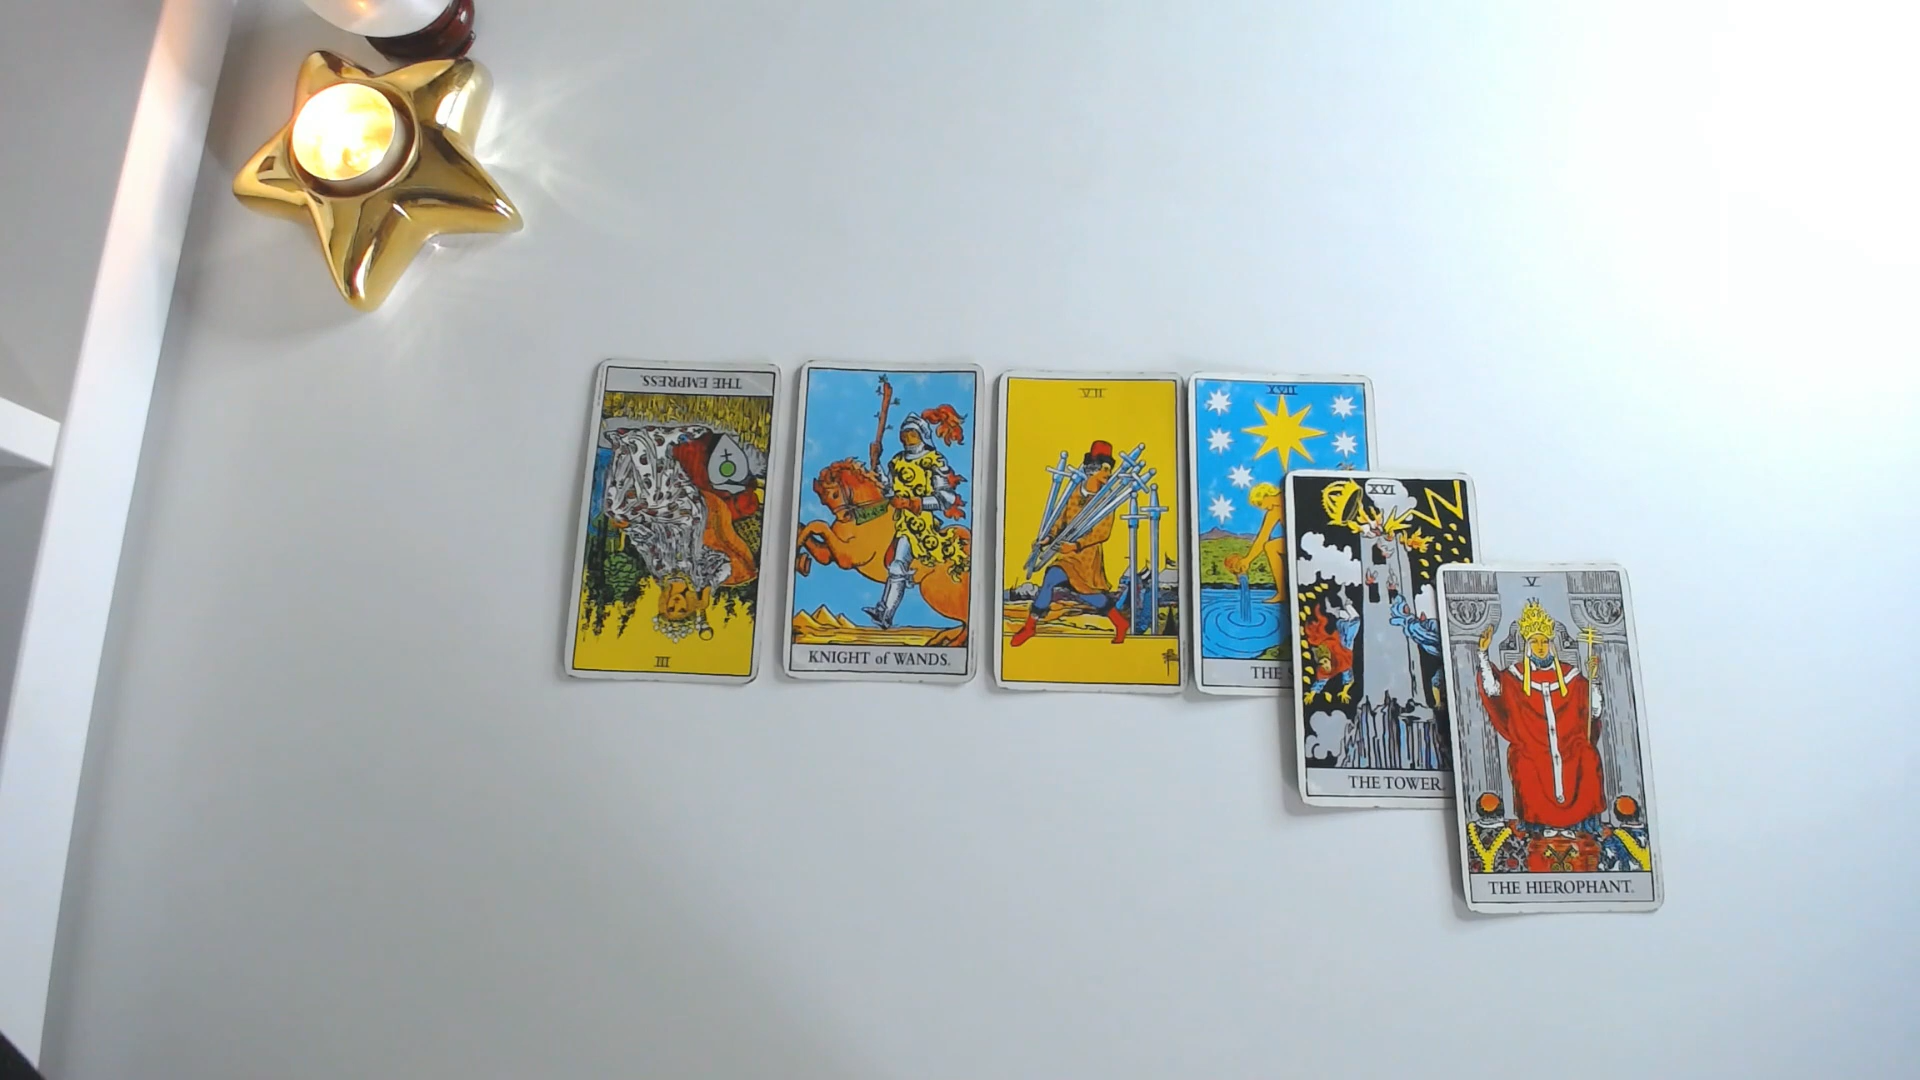 THE EMPRESS.
III
KNIGHT of WANDS.
VII
XVII
THE S
XVI
THE TOWER.
V
THE HIEROPHANT.